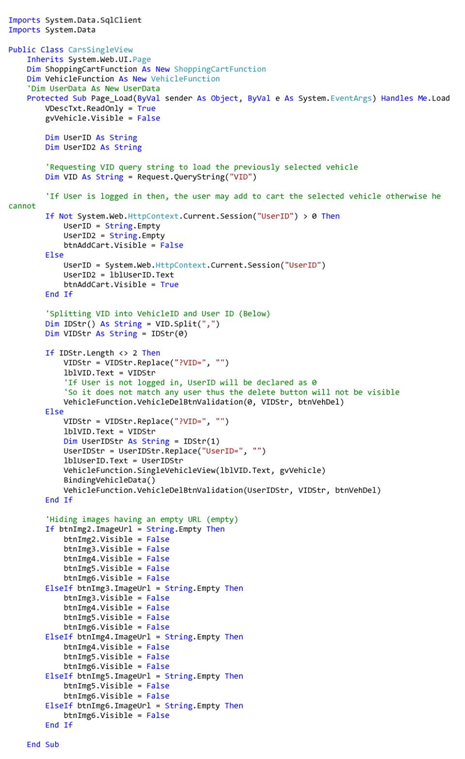 Imports System.Data.SqlClient
Imports System.Data
Public Class CarsSingleView
Inherits System.Web.UI.Page
Dim ShoppingCartFunction As New ShoppingCartFunction
Dim VehicleFunction As New VehicleFunction
'Dim UserData As New UserData
Protected Sub Page_Load(ByVal sender As Object, ByVal e As System.EventArgs) Handles Me.Load
VDescTxt.ReadOnly = True
gvVehicle.Visible = False
Dim UserID As String
Dim UserID2 As String
'Requesting VID query string to load the previously selected vehicle
Dim VID As String = Request.QueryString("VID")
'If User is logged in then, the user may add to cart the selected vehicle otherwise he
cannot
If Not System.Web.HttpContext.Current.Session("UserID") > 0 Then
UserID = String.Empty
UserID2 = String.Empty
btnAddCart.Visible = False
Else
UserID = System.Web.HttpContext.Current.Session("UserID")
UserID2 = lblUserID.Text
btnAddCart.Visible = True
End If
'Splitting VID into VehicleID and User ID (Below)
Dim IDStr() As String = VID.Split(",")
Dim VIDStr As String = IDStr(0)
If IDStr.Length <> 2 Then
VIDStr = VIDStr.Replace("?VID=", "")
lblVID.Text = VIDStr
'If User is not logged in, UserID will be declared as 0
'So it does not match any user thus the delete button will not be visible
VehicleFunction.VehicleDelBtnValidation(0, VIDStr, btnVehDel)
Else
VIDStr = VIDStr.Replace("?VID=", "")
lblVID.Text = VIDStr
Dim UserIDStr As String = IDStr(1)
UserIDStr = UserIDStr.Replace("UserID=", "")
lblUserID.Text = UserIDStr
VehicleFunction.SingleVehicleView(lblVID.Text, gvVehicle)
BindingVehicleData()
VehicleFunction.VehicleDelBtnValidation(UserIDStr, VIDStr, btnVehDel)
End If
'Hiding images having an empty URL (empty)
If btnImg2.ImageUrl = String.Empty Then
btnImg2.Visible = False
btnImg3.Visible = False
btnImg4.Visible = False
btnImg5.Visible = False
btnImg6.Visible = False
ElseIf btnImg3.ImageUrl = String.Empty Then
btnImg3.Visible = False
btnImg4.Visible = False
btnImg5.Visible = False
btnImg6.Visible = False
ElseIf btnImg4.ImageUrl = String.Empty Then
btnImg4.Visible = False
btnImg5.Visible = False
btnImg6.Visible = False
ElseIf btnImg5.ImageUrl = String.Empty Then
btnImg5.Visible = False
btnImg6.Visible = False
ElseIf btnImg6.ImageUrl = String.Empty Then
btnImg6.Visible = False
End If
End Sub